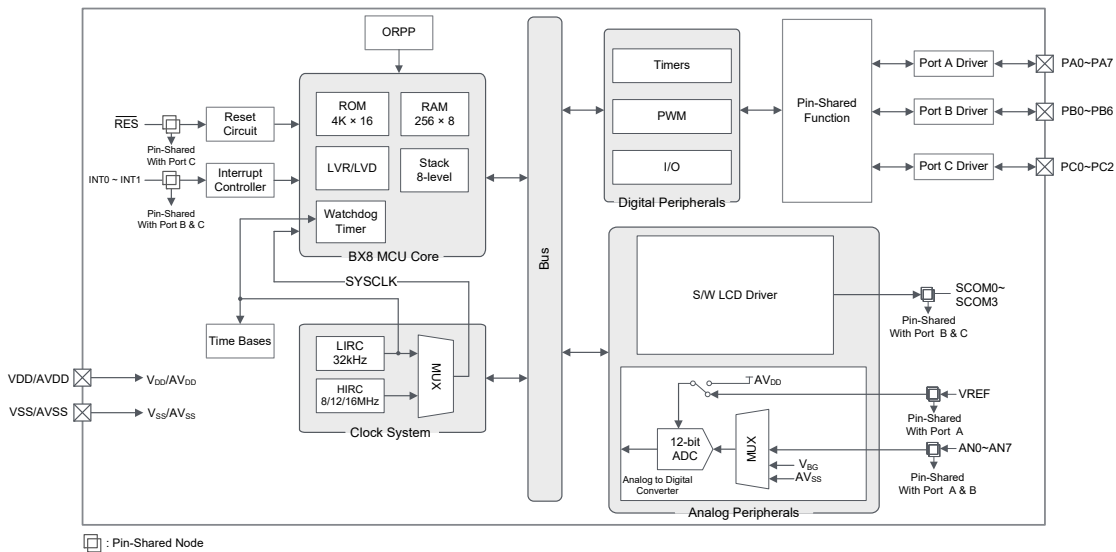 ORPP
ROM
4K × 16
RAM
256 × 8
RES
Reset
Circuit
Pin-Shared
With Port C
LVR/LVD
Stack
8-level
INT0 ~ INT1
Interrupt
Controller
Pin-Shared
With Port B & C
Watchdog
Timer
BX8 MCU Core
SYSCLK
Time Bases
LIRC
32kHz
HIRC
8/12/16MHz
MUX
Clock System
VDD/AVDD
VDD/AVDD
VSS/AVSS
VSS/AVSS
Bus
Timers
PWM
I/O
Digital Peripherals
Pin-Shared
Function
Port A Driver
PA0~PA7
Port B Driver
PB0~PB6
Port C Driver
PC0~PC2
S/W LCD Driver
SCOM0~
SCOM3
Pin-Shared
With Port B & C
AVDD
VREF
Pin-Shared
With Port A
12-bit
ADC
MUX
AN0~AN7
VBG
AVSS
Pin-Shared
With Port A & B
Analog to Digital
Converter
Analog Peripherals
: Pin-Shared Node